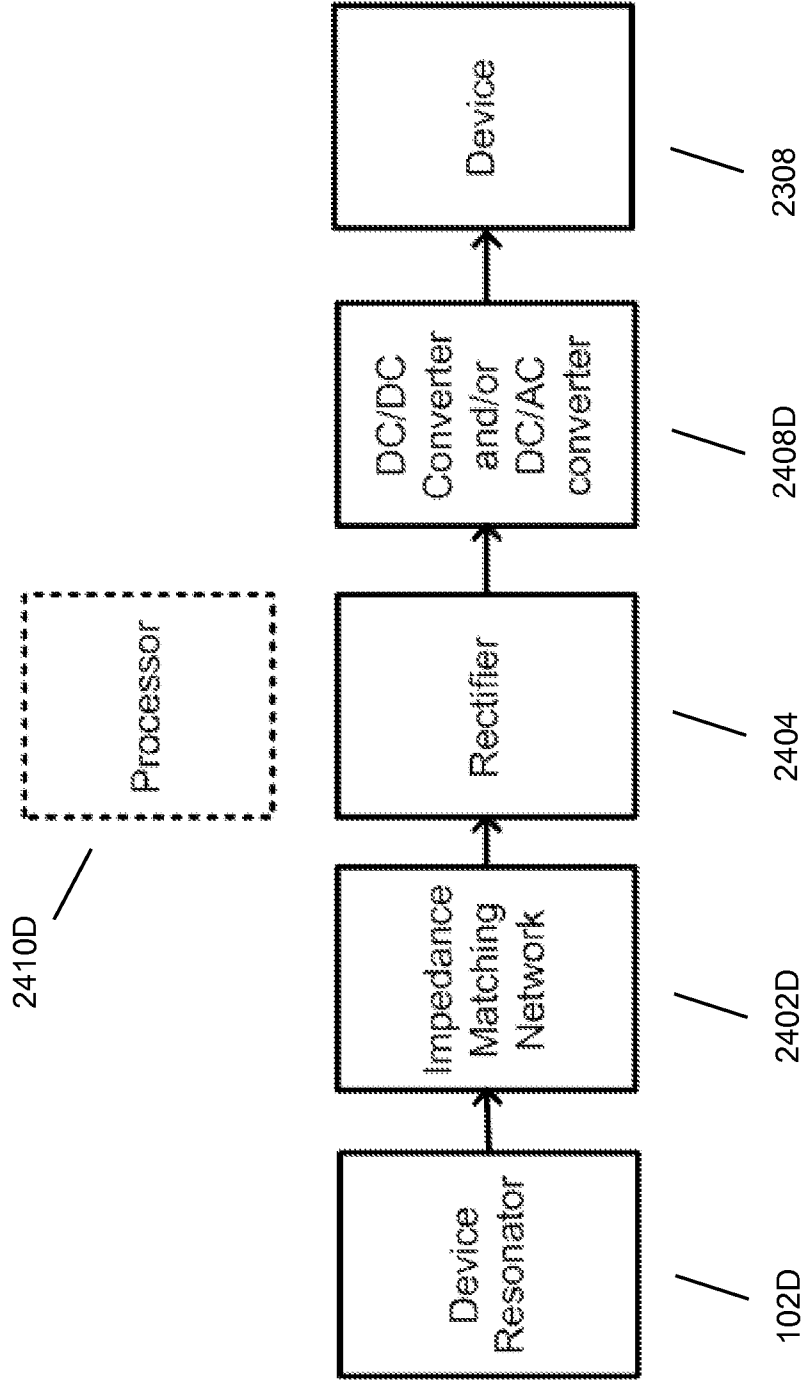 2410D
Processor
Device
Resonator
Impedance
Matching
Network
Rectifier
DC/DC
Converter
and/or
DC/AC
converter
Device
102D
2402D
2404
2408D
2308